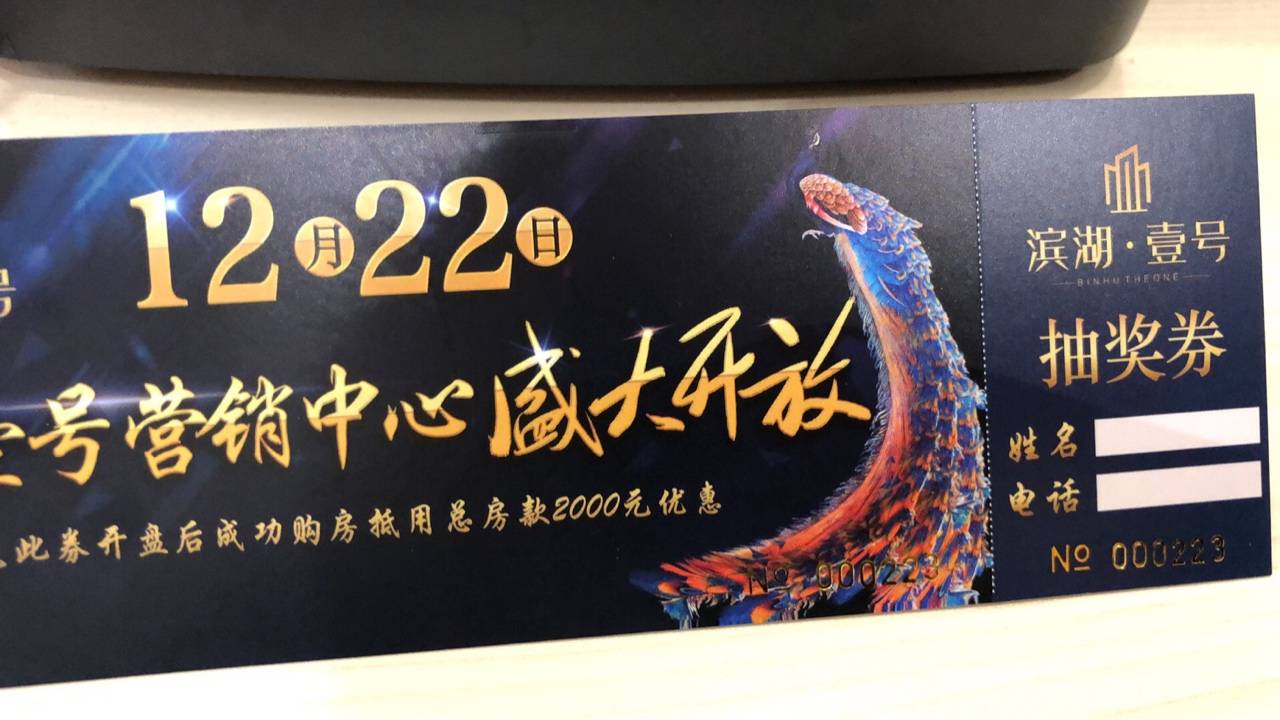 号
12月22日
壹号营销中心盛大开放
此券开盘后成功购房抵用总房款2000元优惠
Nº 000223
滨湖·壹号
BINHU THE ONE
抽奖券
姓名
电话
Nº 000223